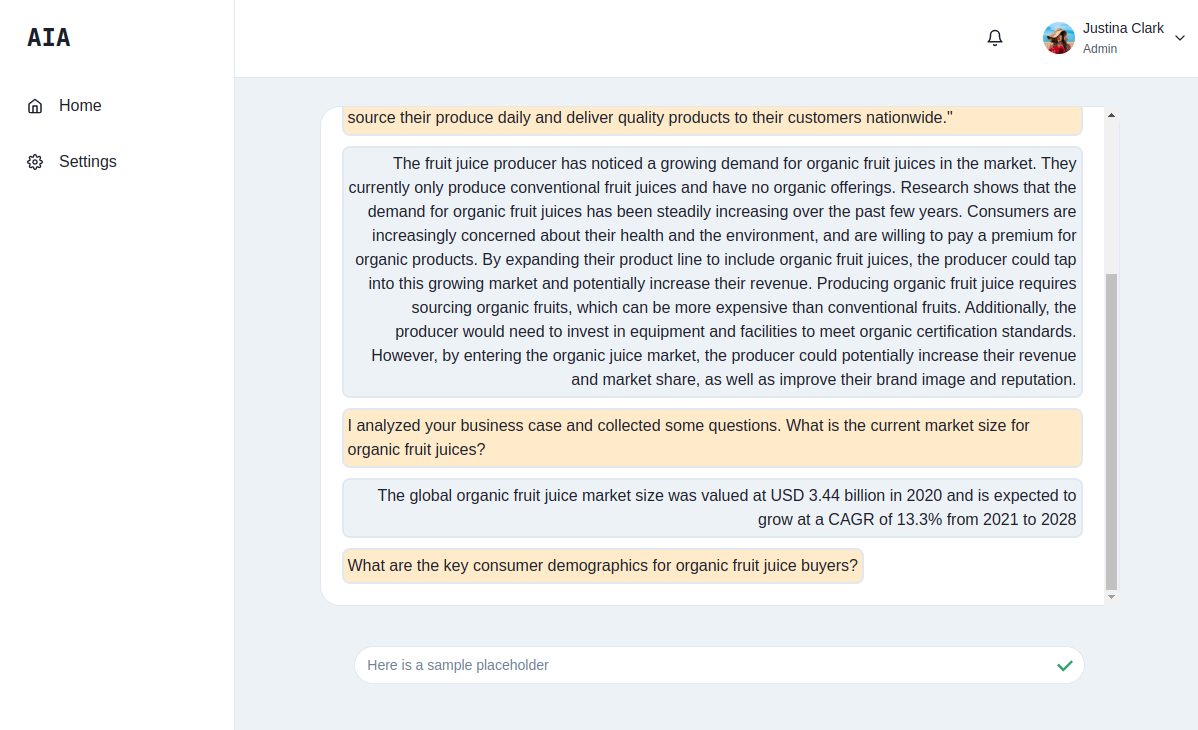 AIA
Justina Clark
Admin
Home
Settings
source their produce daily and deliver quality products to their customers nationwide."
The fruit juice producer has noticed a growing demand for organic fruit juices in the market. They
currently only produce conventional fruit juices and have no organic offerings. Research shows that the
demand for organic fruit juices has been steadily increasing over the past few years. Consumers are
increasingly concerned about their health and the environment, and are willing to pay a premium for
organic products. By expanding their product line to include organic fruit juices, the producer could tap
into this growing market and potentially increase their revenue. Producing organic fruit juice requires
sourcing organic fruits, which can be more expensive than conventional fruits. Additionally, the
producer would need to invest in equipment and facilities to meet organic certification standards.
However, by entering the organic juice market, the producer could potentially increase their revenue
and market share, as well as improve their brand image and reputation.
I analyzed your business case and collected some questions. What is the current market size for
organic fruit juices?
The global organic fruit juice market size was valued at USD 3.44 billion in 2020 and is expected to
grow at a CAGR of 13.3% from 2021 to 2028
What are the key consumer demographics for organic fruit juice buyers?
Here is a sample placeholder